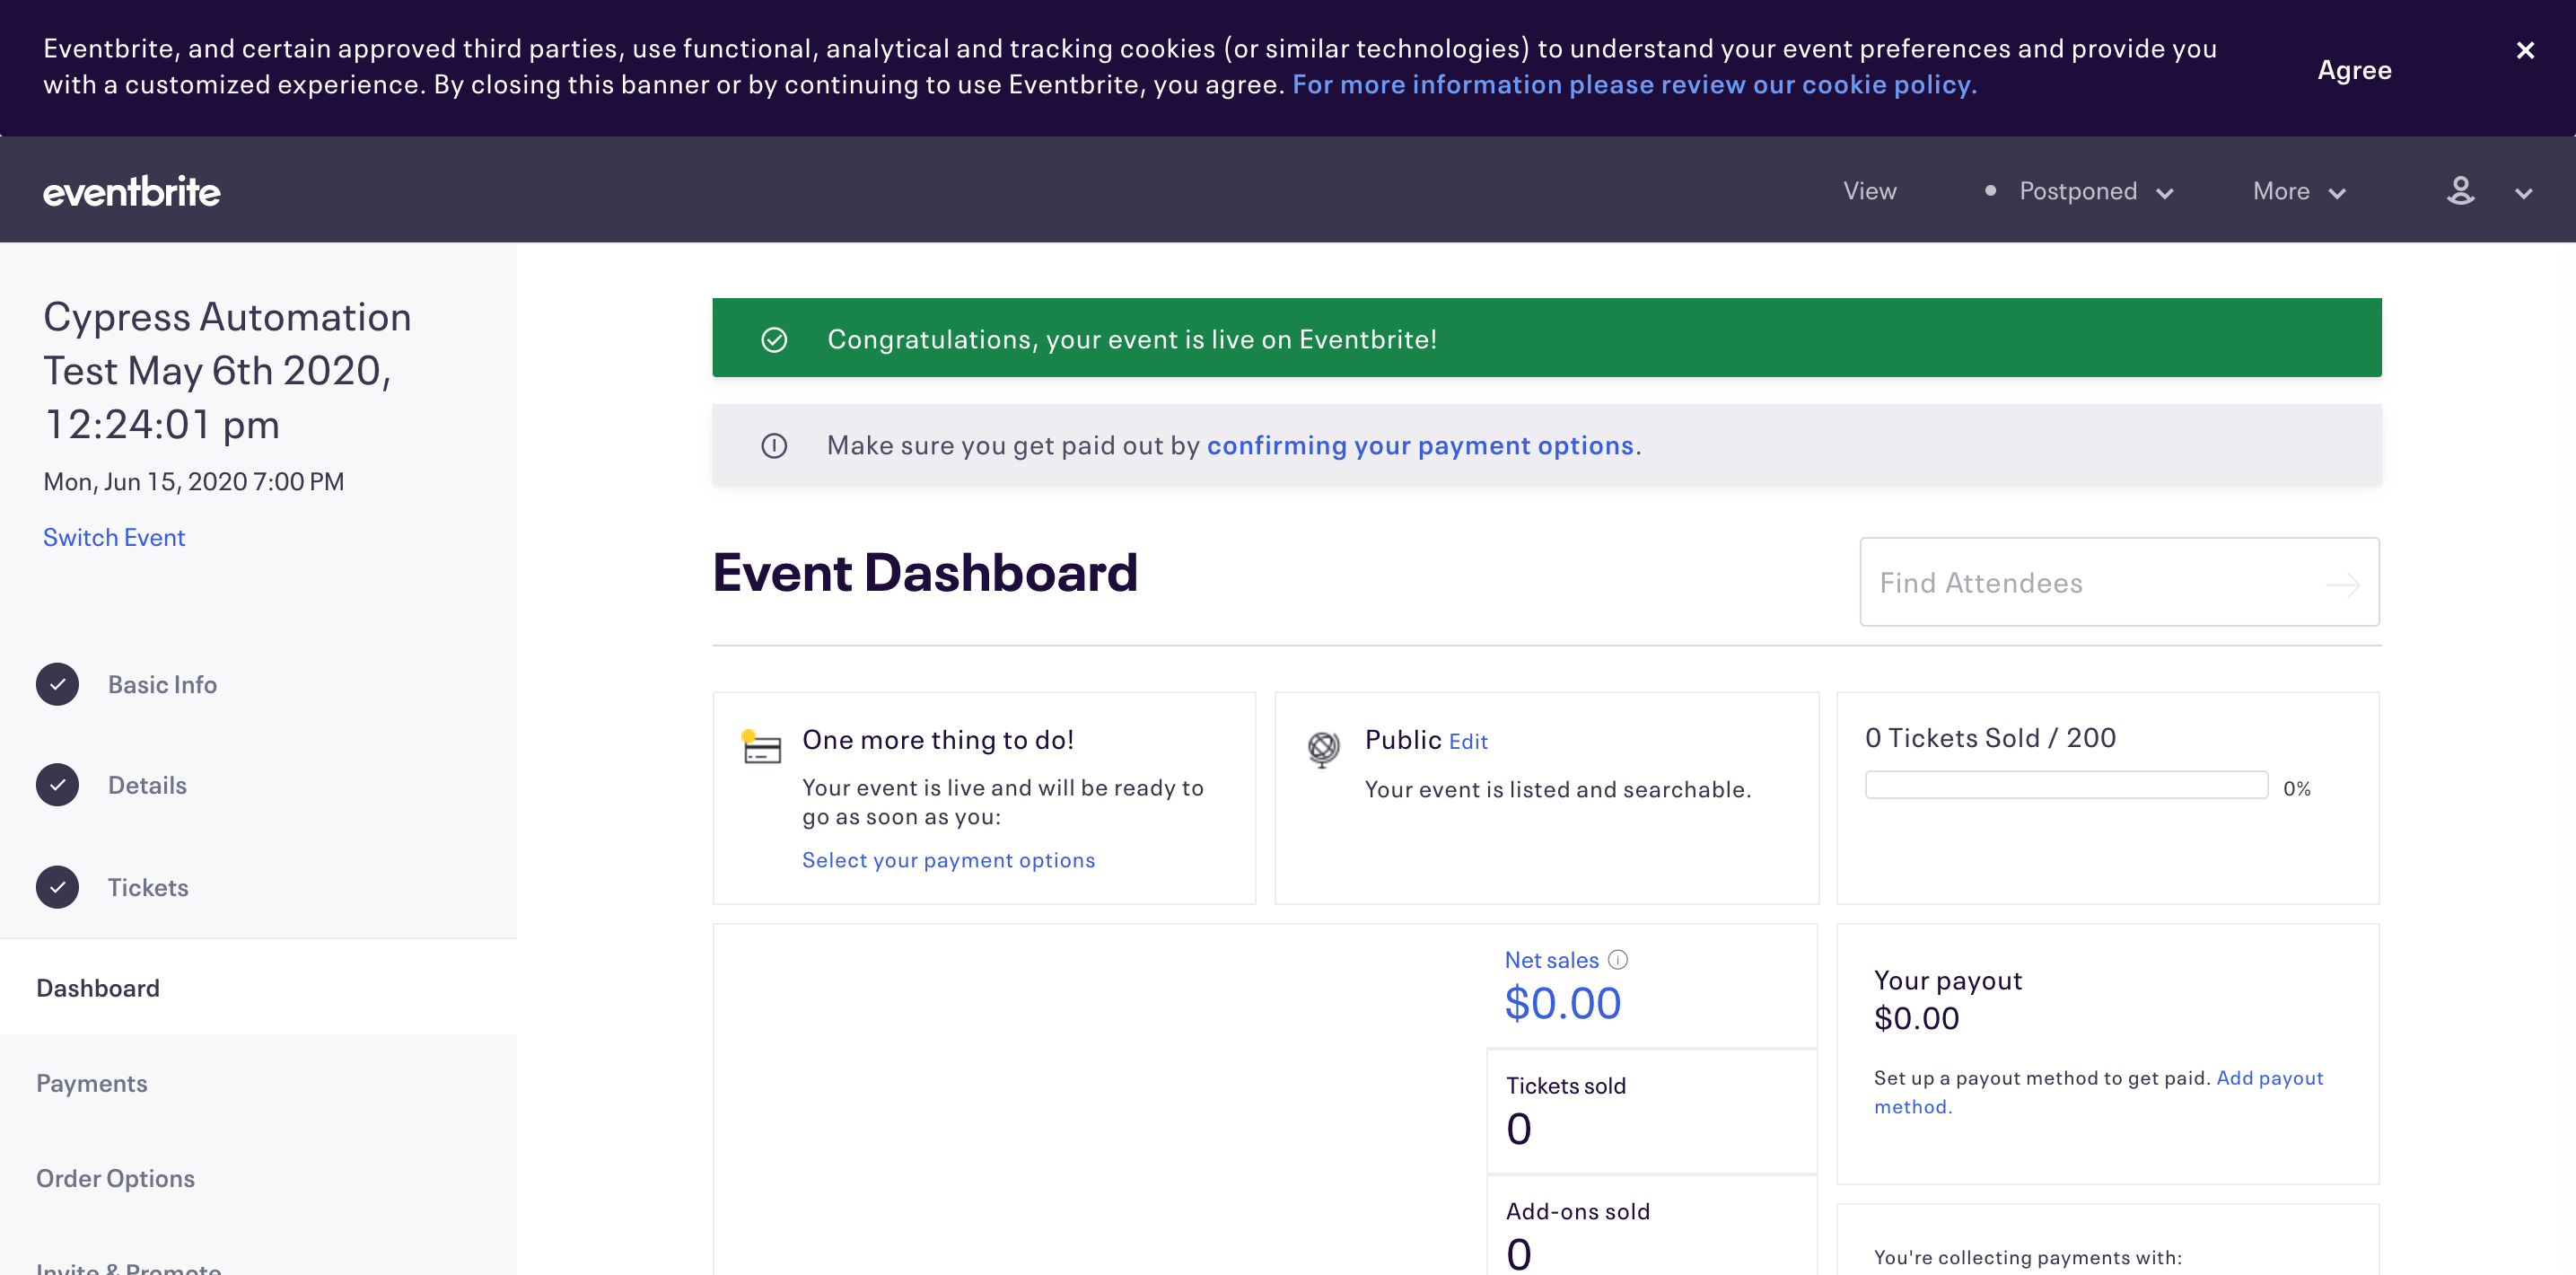 Eventbrite, and certain approved third parties, use functional, analytical and tracking cookies (or similar technologies) to understand your event preferences and provide you
with a customized experience. By closing this banner or by continuing to use Eventbrite, you agree. For more information please review our cookie policy.
Agree
eventbrite
View
Postponed
More
Cypress Automation
Test May 6th 2020,
12:24:01 pm
Mon, Jun 15, 2020 7:00 PM
Switch Event
Basic Info
Details
Tickets
Dashboard
Payments
Order Options
Invite & Promote
Congratulations, your event is live on Eventbrite!
Make sure you get paid out by confirming your payment options.
Event Dashboard
Find Attendees
One more thing to do!
Your event is live and will be ready to
go as soon as you:
Select your payment options
Public Edit
Your event is listed and searchable.
0 Tickets Sold / 200
0%
Net sales
$0.00
Tickets sold
0
Add-ons sold
0
Your payout
$0.00
Set up a payout method to get paid. Add payout
method.
You're collecting payments with: